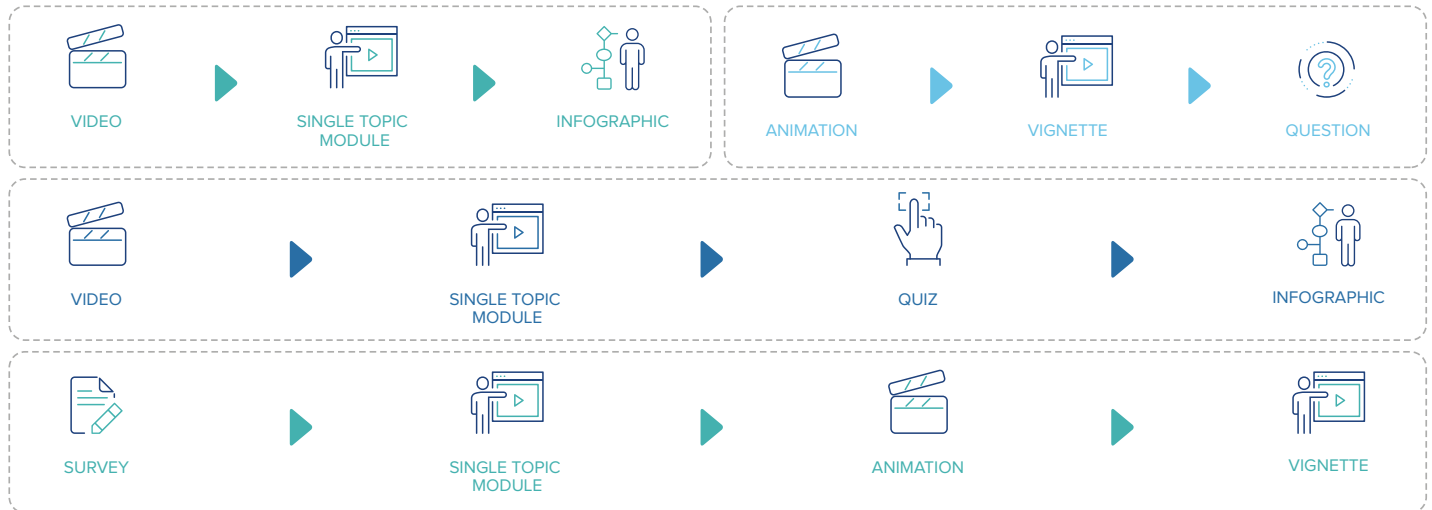 VIDEO
SINGLE TOPIC
MODULE
INFOGRAPHIC
ANIMATION
VIGNETTE
QUESTION
VIDEO
SINGLE TOPIC
MODULE
QUIZ
INFOGRAPHIC
SURVEY
SINGLE TOPIC
MODULE
ANIMATION
VIGNETTE